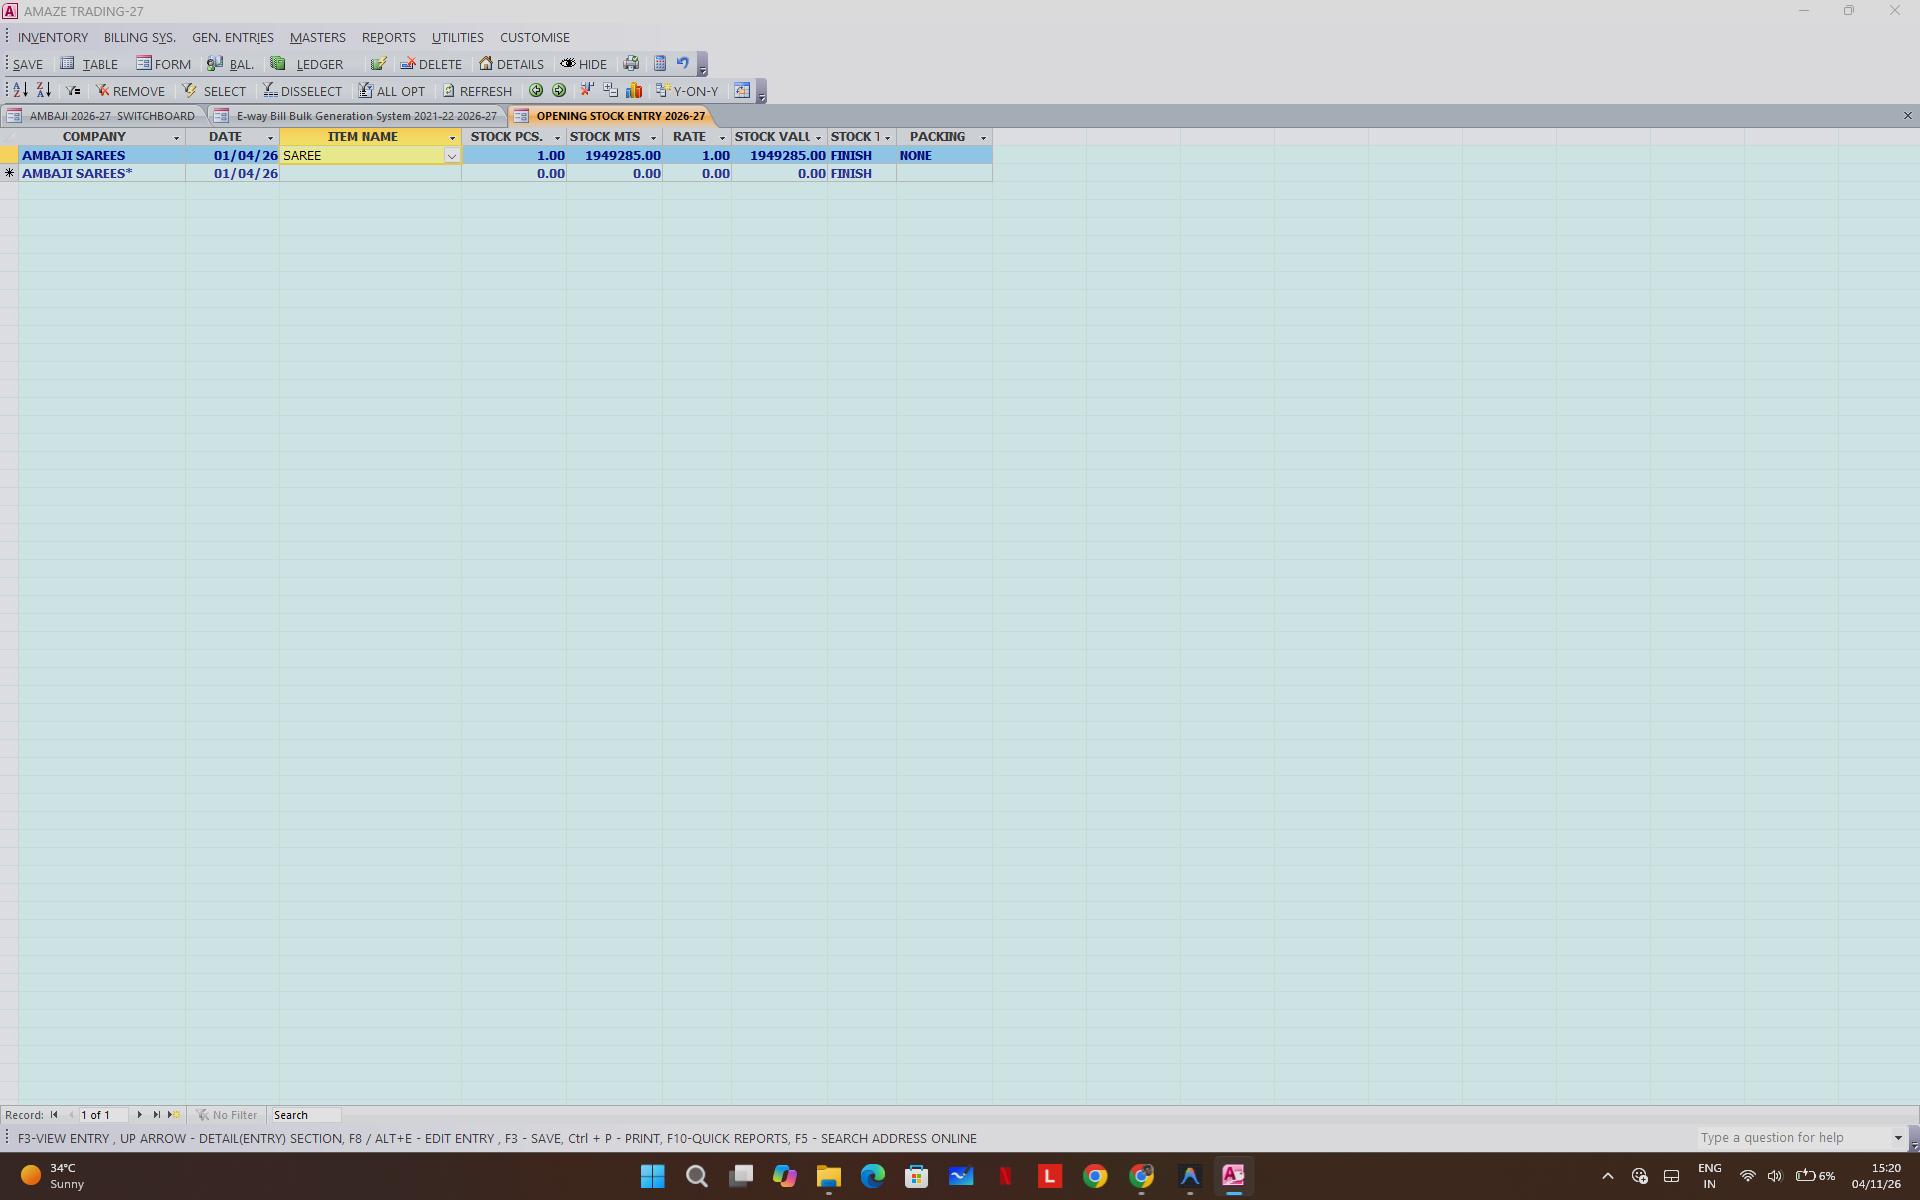 AMAZE TRADING-27
INVENTORY BILLING SYS. GEN. ENTRIES MASTERS REPORTS UTILITIES CUSTOMISE
SAVE TABLE FORM BAL. LEDGER DELETE DETAILS HIDE
REMOVE SELECT DISSELECT ALL OPT REFRESH Y-ON-Y
AMBAJI 2026-27 SWITCHBOARD E-way Bill Bulk Generation System 2021-22 2026-27 OPENING STOCK ENTRY 2026-27
COMPANY DATE ITEM NAME STOCK PCS. STOCK MTS RATE STOCK VALU STOCK T PACKING
AMBAJI SAREES 01/04/26 SAREE 1.00 1949285.00 1.00 1949285.00 FINISH NONE
AMBAJI SAREES* 01/04/26 0.00 0.00 0.00 0.00 FINISH
Record: 1 of 1 No Filter Search
F3-VIEW ENTRY , UP ARROW - DETAIL(ENTRY) SECTION, F8 / ALT+E - EDIT ENTRY , F3 - SAVE, Ctrl + P - PRINT, F10-QUICK REPORTS, F5 - SEARCH ADDRESS ONLINE Type a question for help
34°C
Sunny
ENG
IN
6%
15:20
04/11/26